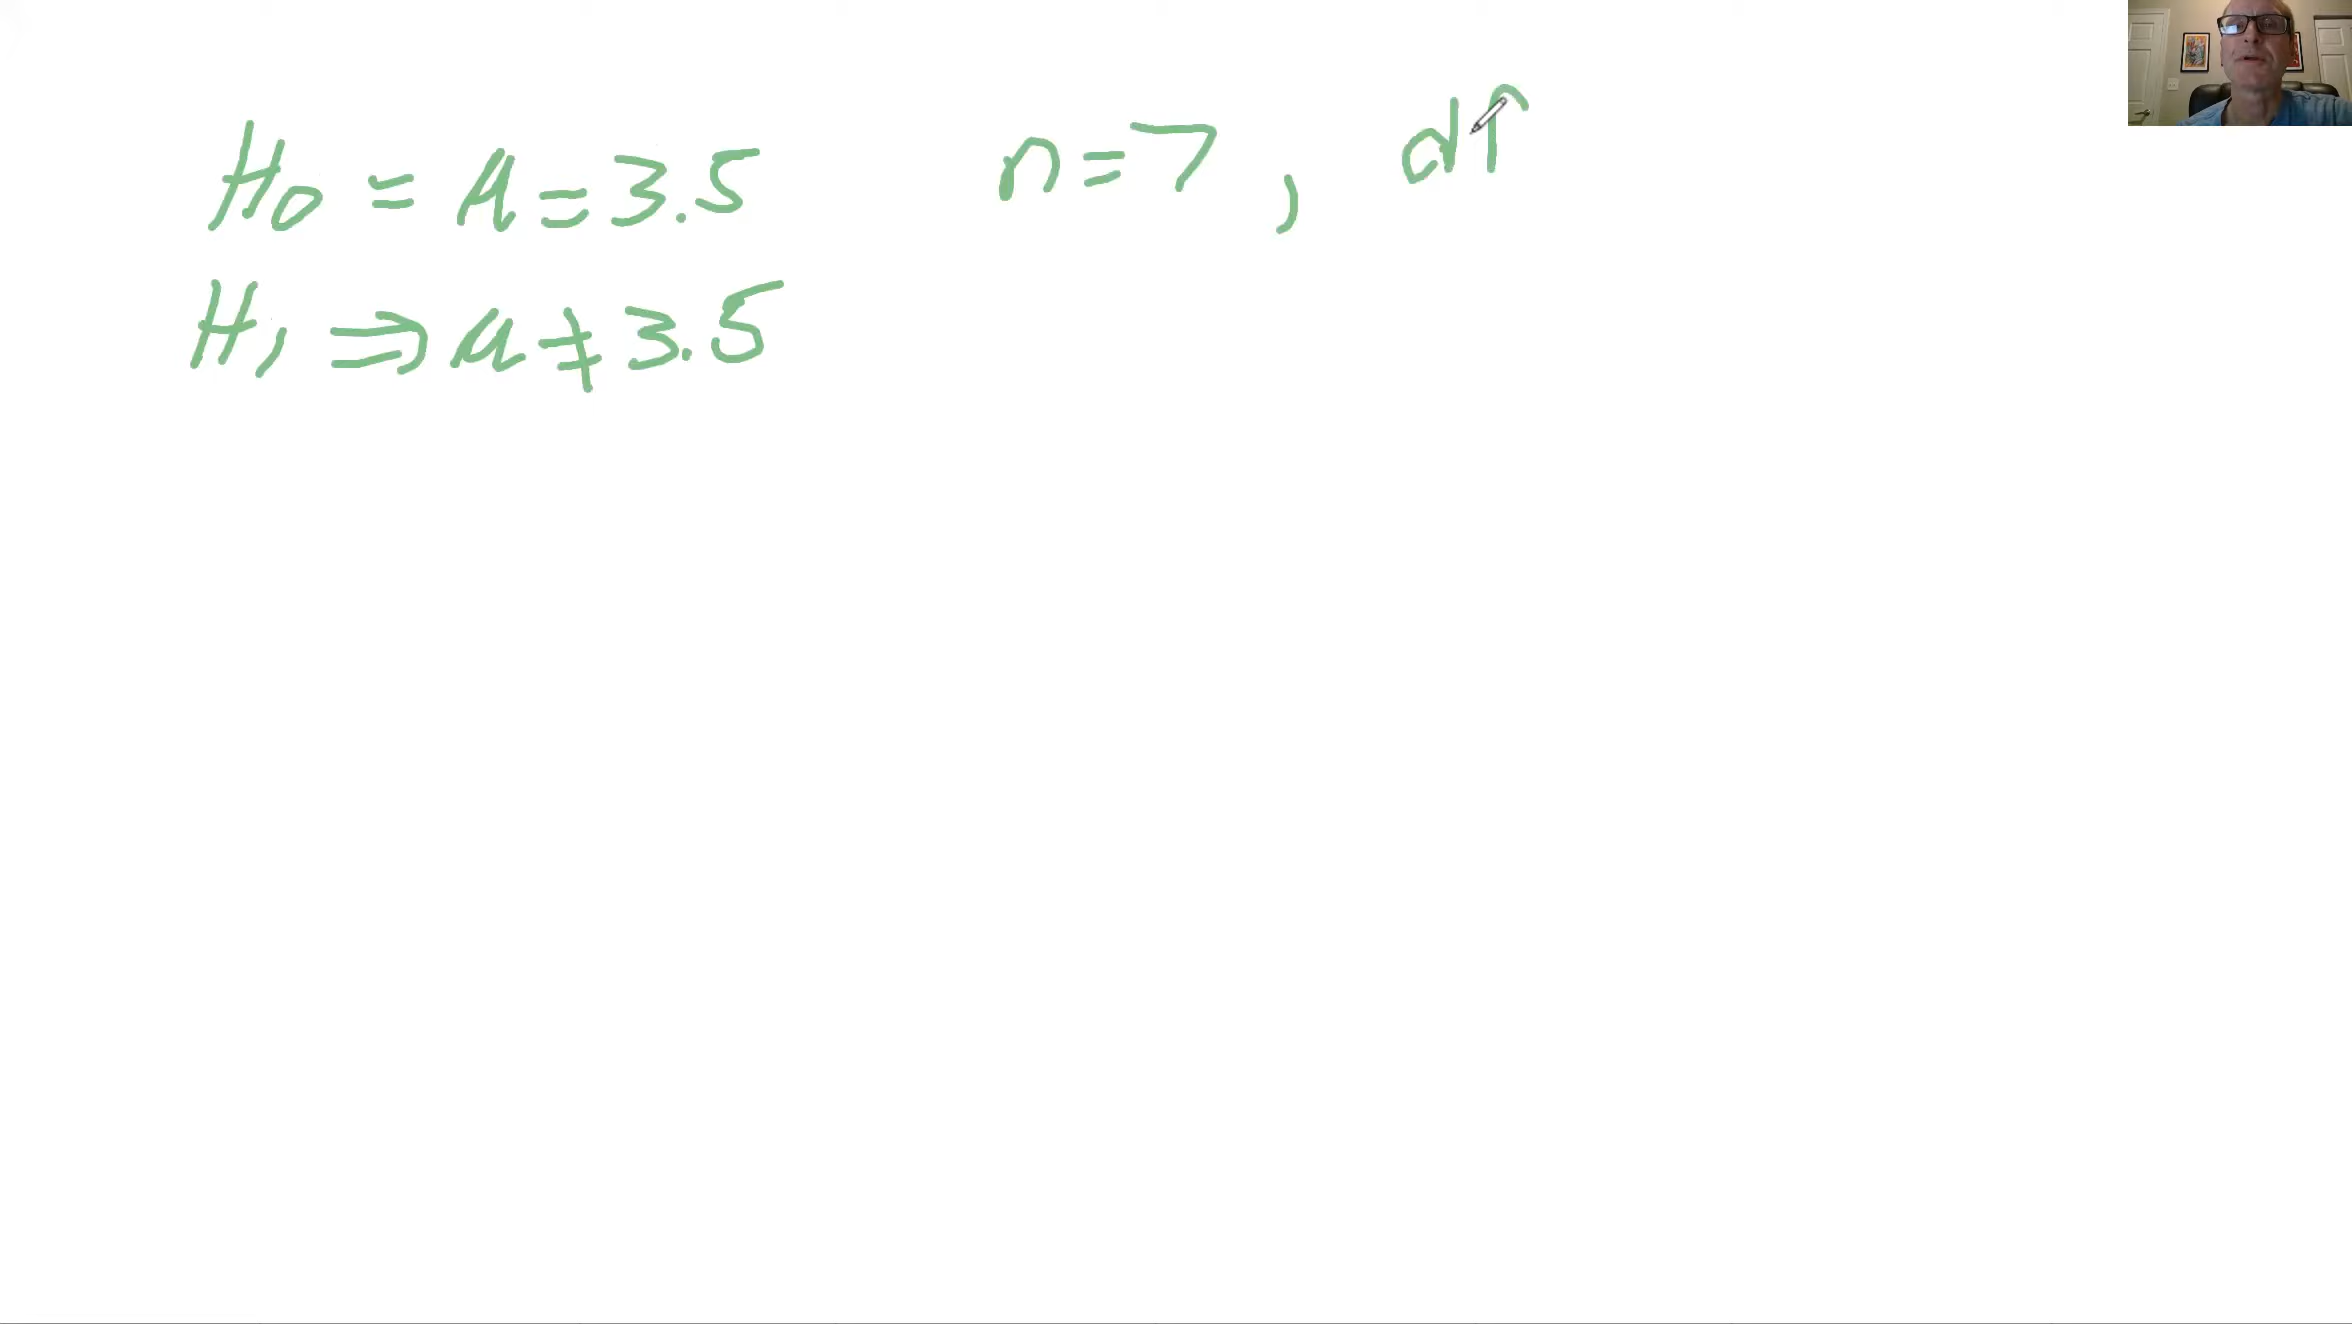 H₀ = μ = 3.5 n = 7 , df
H₁ ⇒ μ ≠ 3.5